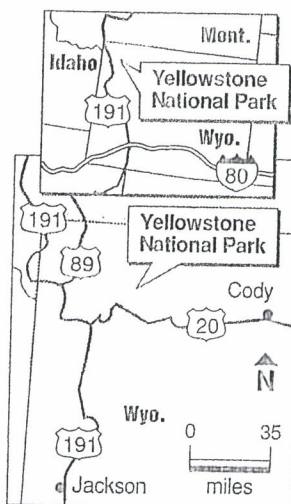 Mont.
Idaho
Yellowstone
National Park
191
Wyo.
80
191
Yellowstone
National Park
89
Cody
20
N
Wyo.
0 35
miles
191
Jackson